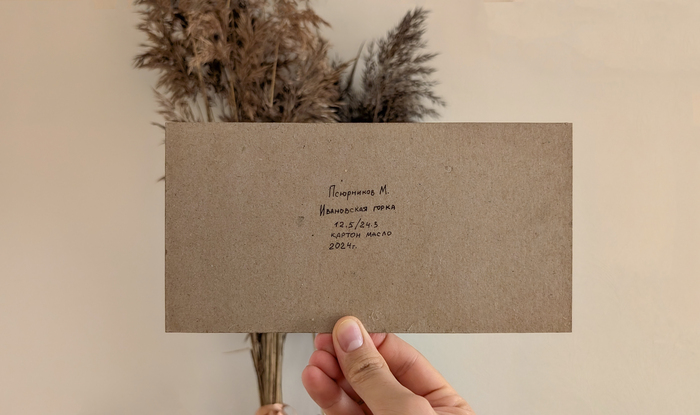 Псюрников М.
Ивановская горка
12.5/24.5
картон масло
2024г.